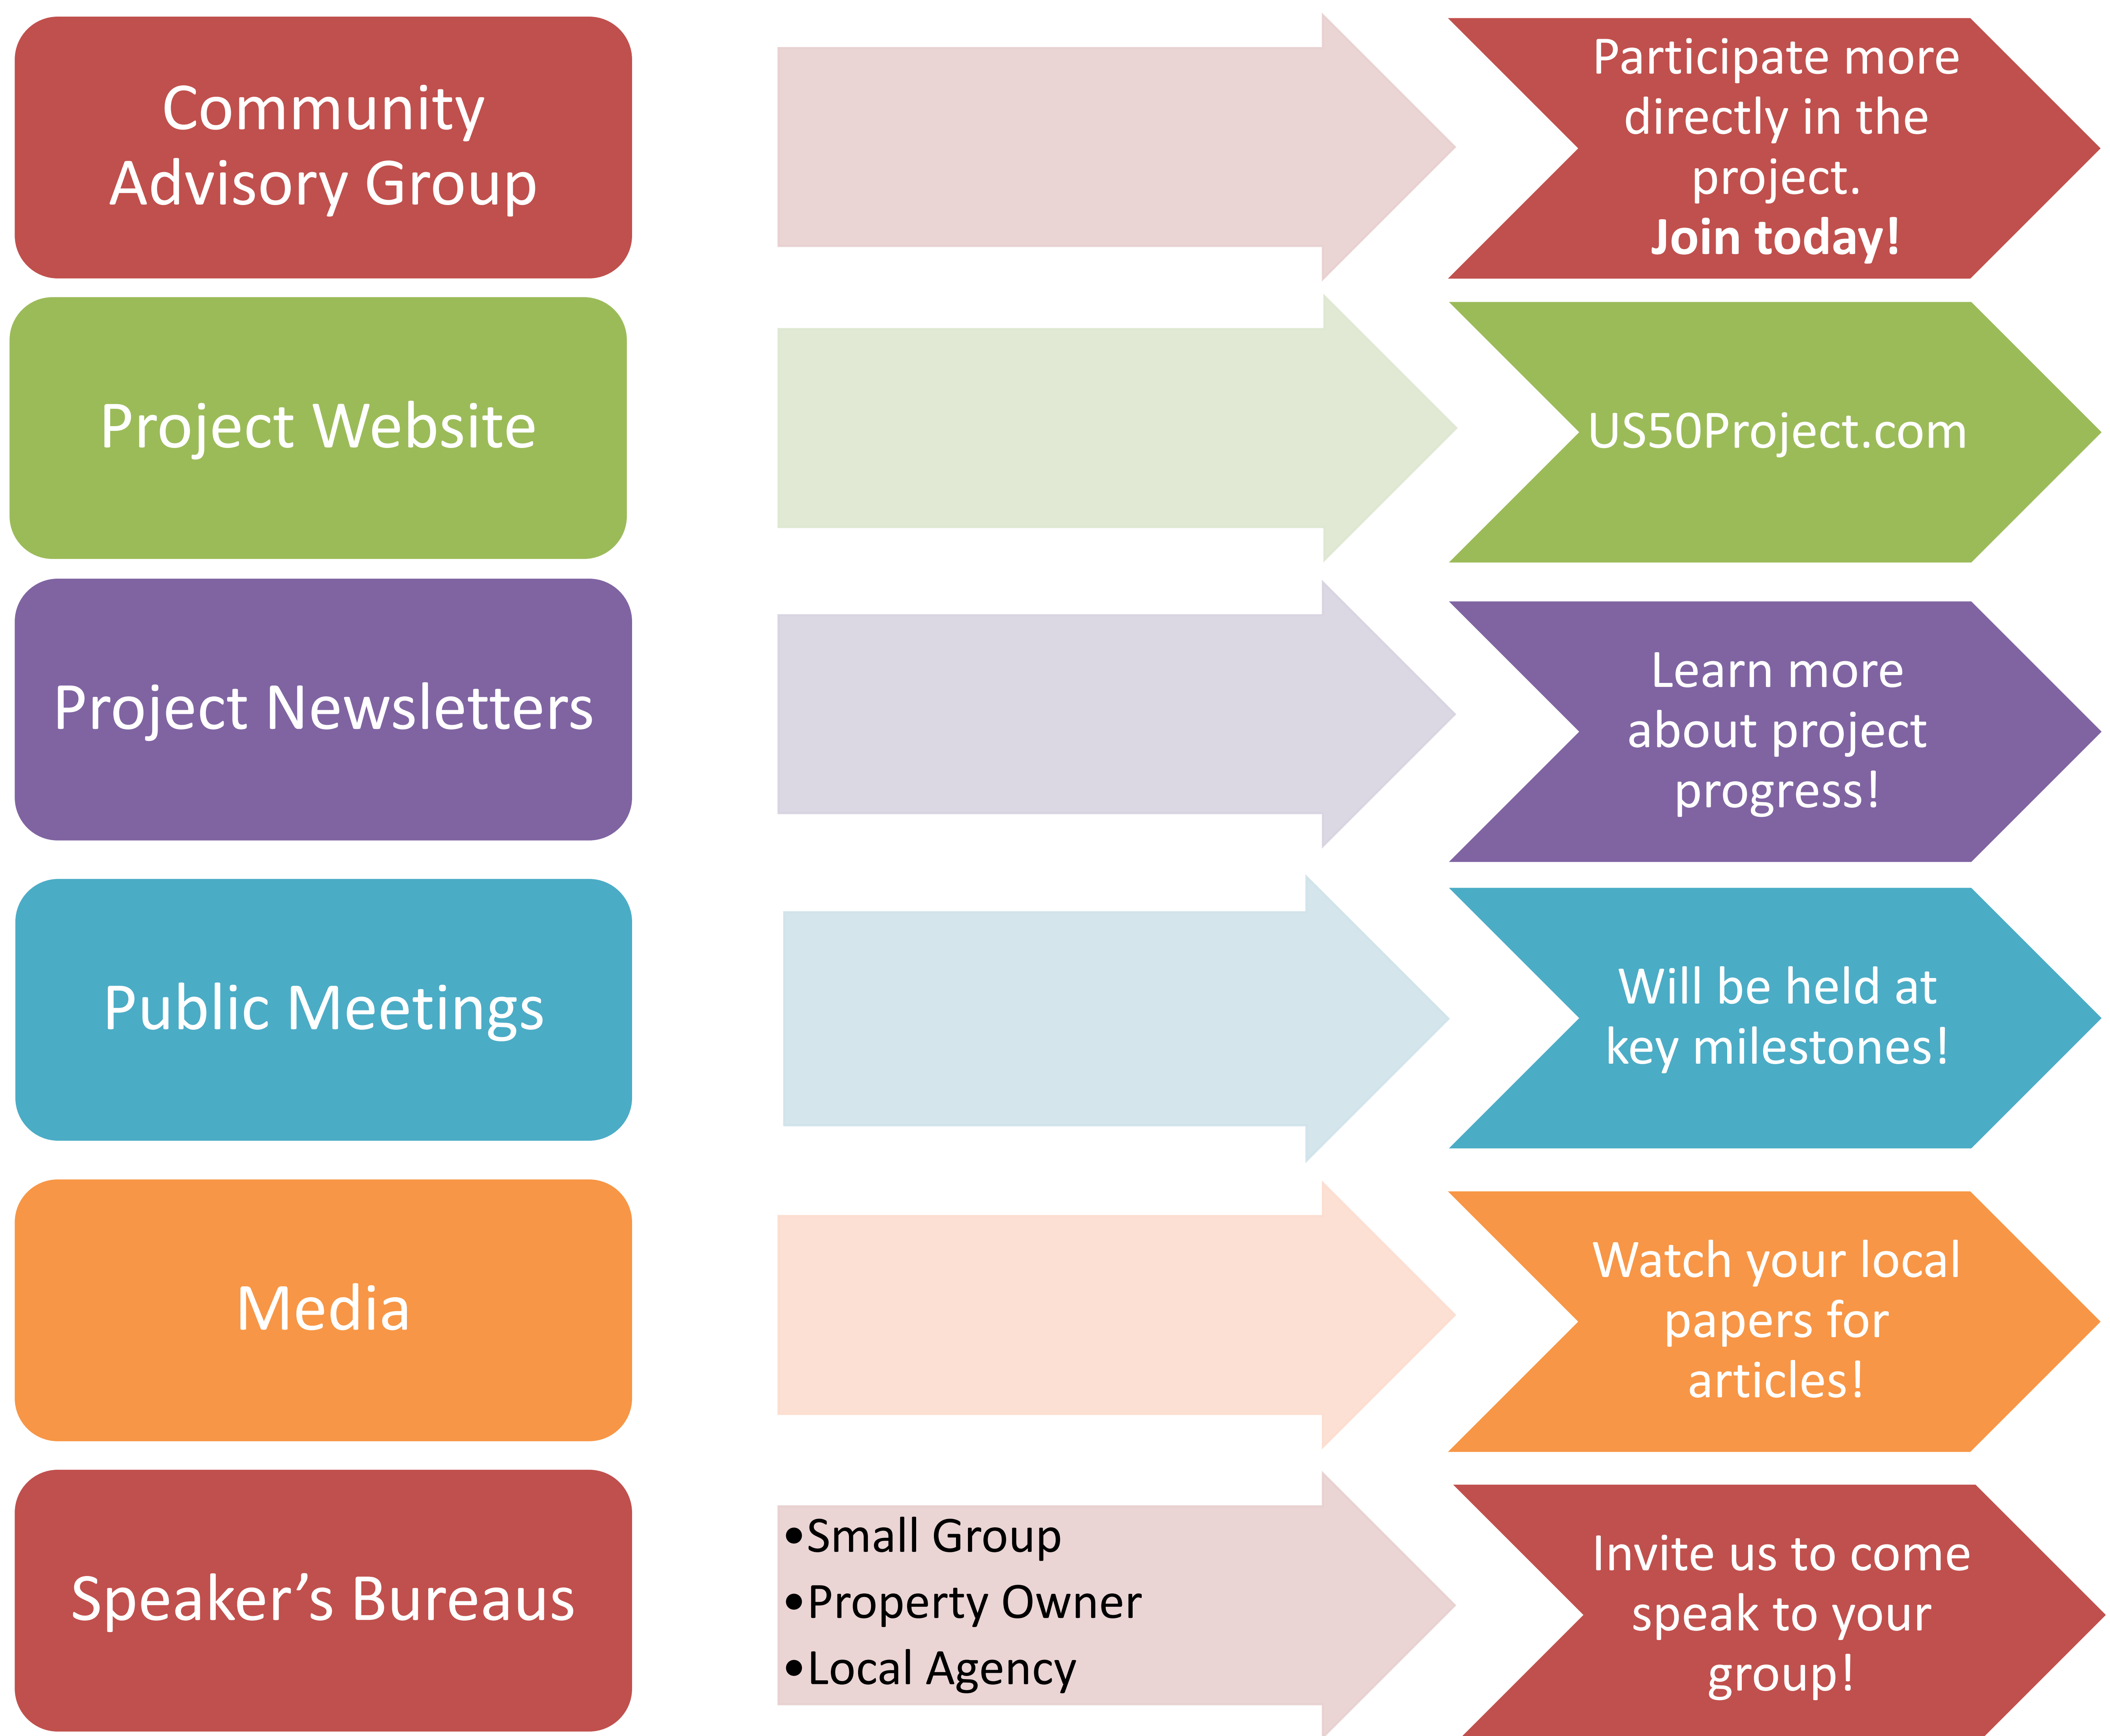 Community
Advisory Group
Participate more
directly in the
project.
Join today!
Project Website
US50Project.com
Project Newsletters
Learn more
about project
progress!
Public Meetings
Will be held at
key milestones!
Media
Watch your local
papers for
articles!
Speaker’s Bureaus
•Small Group
•Property Owner
•Local Agency
Invite us to come
speak to your
group!